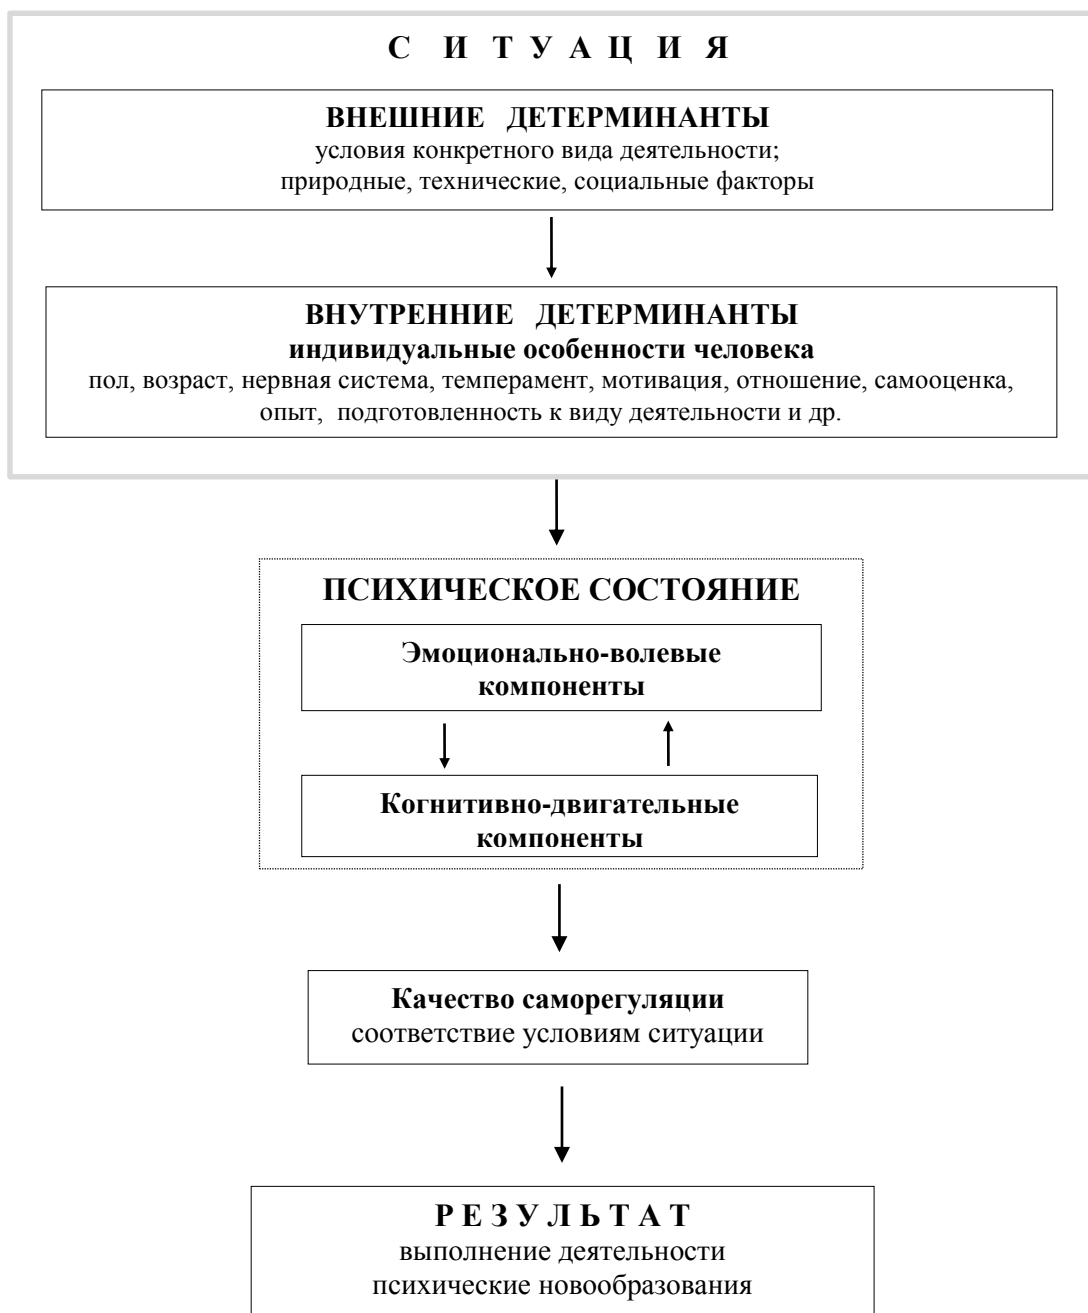 С И Т У А Ц И Я
ВНЕШНИЕ ДЕТЕРМИНАНТЫ
условия конкретного вида деятельности;
природные, технические, социальные факторы
ВНУТРЕННИЕ ДЕТЕРМИНАНТЫ
индивидуальные особенности человека
пол, возраст, нервная система, темперамент, мотивация, отношение, самооценка,
опыт, подготовленность к виду деятельности и др.
ПСИХИЧЕСКОЕ СОСТОЯНИЕ
Эмоционально-волевые
компоненты
Когнитивно-двигательные
компоненты
Качество саморегуляции
соответствие условиям ситуации
Р Е З У Л Ь Т А Т
выполнение деятельности
психические новообразования